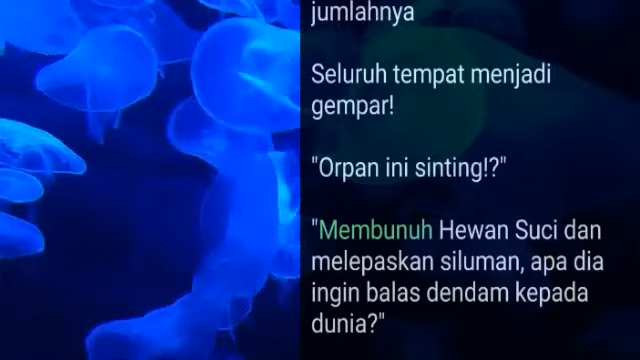 jumlahnya
Seluruh tempat menjadi
gempar!
"Orpan ini sinting!?"
"Membunuh Hewan Suci dan
melepaskan siluman, apa dia
ingin balas dendam kepada
dunia?"